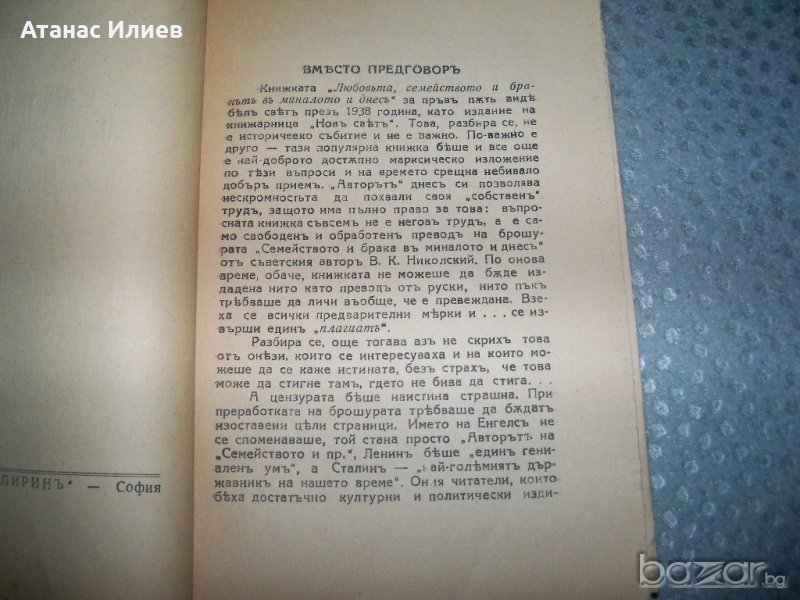 Атанас Илиев
ВМѢСТО ПРЕДГОВОРЪ
Книжката „Любовьта, семейството и бра-
кътъ въ миналото и днесъ“ за пръвъ пѫть видѣ
бѣлъ свѣтъ презъ 1938 година, като издание на
книжарница „Новъ свѣтъ“. Това, разбира се, не
е историческо събитие и не е важно. По-важно е
друго — тази популярна книжка бѣше и все още
е най-доброто достѫпно марксическо изложение
по тѣзи въпроси и на времето срещна небивало
добъръ приемъ. „Авторътъ“ днесъ си позволява
нескромностьта да похвали своя „собственъ“
трудъ, защото има пълно право за това: въпро-
сната книжка съвсемъ не е неговъ трудъ, а е са-
мо свободенъ и обработенъ преводъ на брошу-
рата „Семейството и брака въ миналото и днесъ“
отъ съветския авторъ В. К. Николский. По онова
време, обаче, книжката не можеше да бѫде из-
дадена нито като преводъ отъ руски, нито пъкъ
трѣбваше да личи въобще, че е превеждана. Взе-
ха се всички предварителни мѣрки и . . . се из-
върши единъ „плагиатъ“.
Разбира се, още тогава азъ не скрихъ това
отъ онѣзи, които се интересуваха и на които мо-
жеше да се каже истината, безъ страхъ, че това
може да стигне тамъ, гдето не бива да стига. . .
А цензурата бѣше наистина страшна. При
преработката на брошурата трѣбваше да бѫдатъ
изоставени цѣли страници. Името на Енгелсъ не
се споменаваше, той стана просто „Авторътъ на
„Семейството и пр.“, Ленинъ бѣше „единъ гени-
аленъ умъ“, а Сталинъ — „най-големиятъ дър-
жавникъ на нашето време“. Ония читатели, които
бѣха достатъчно културни и политически изди-
ПИРИНЪ“ — София
bazar.bg